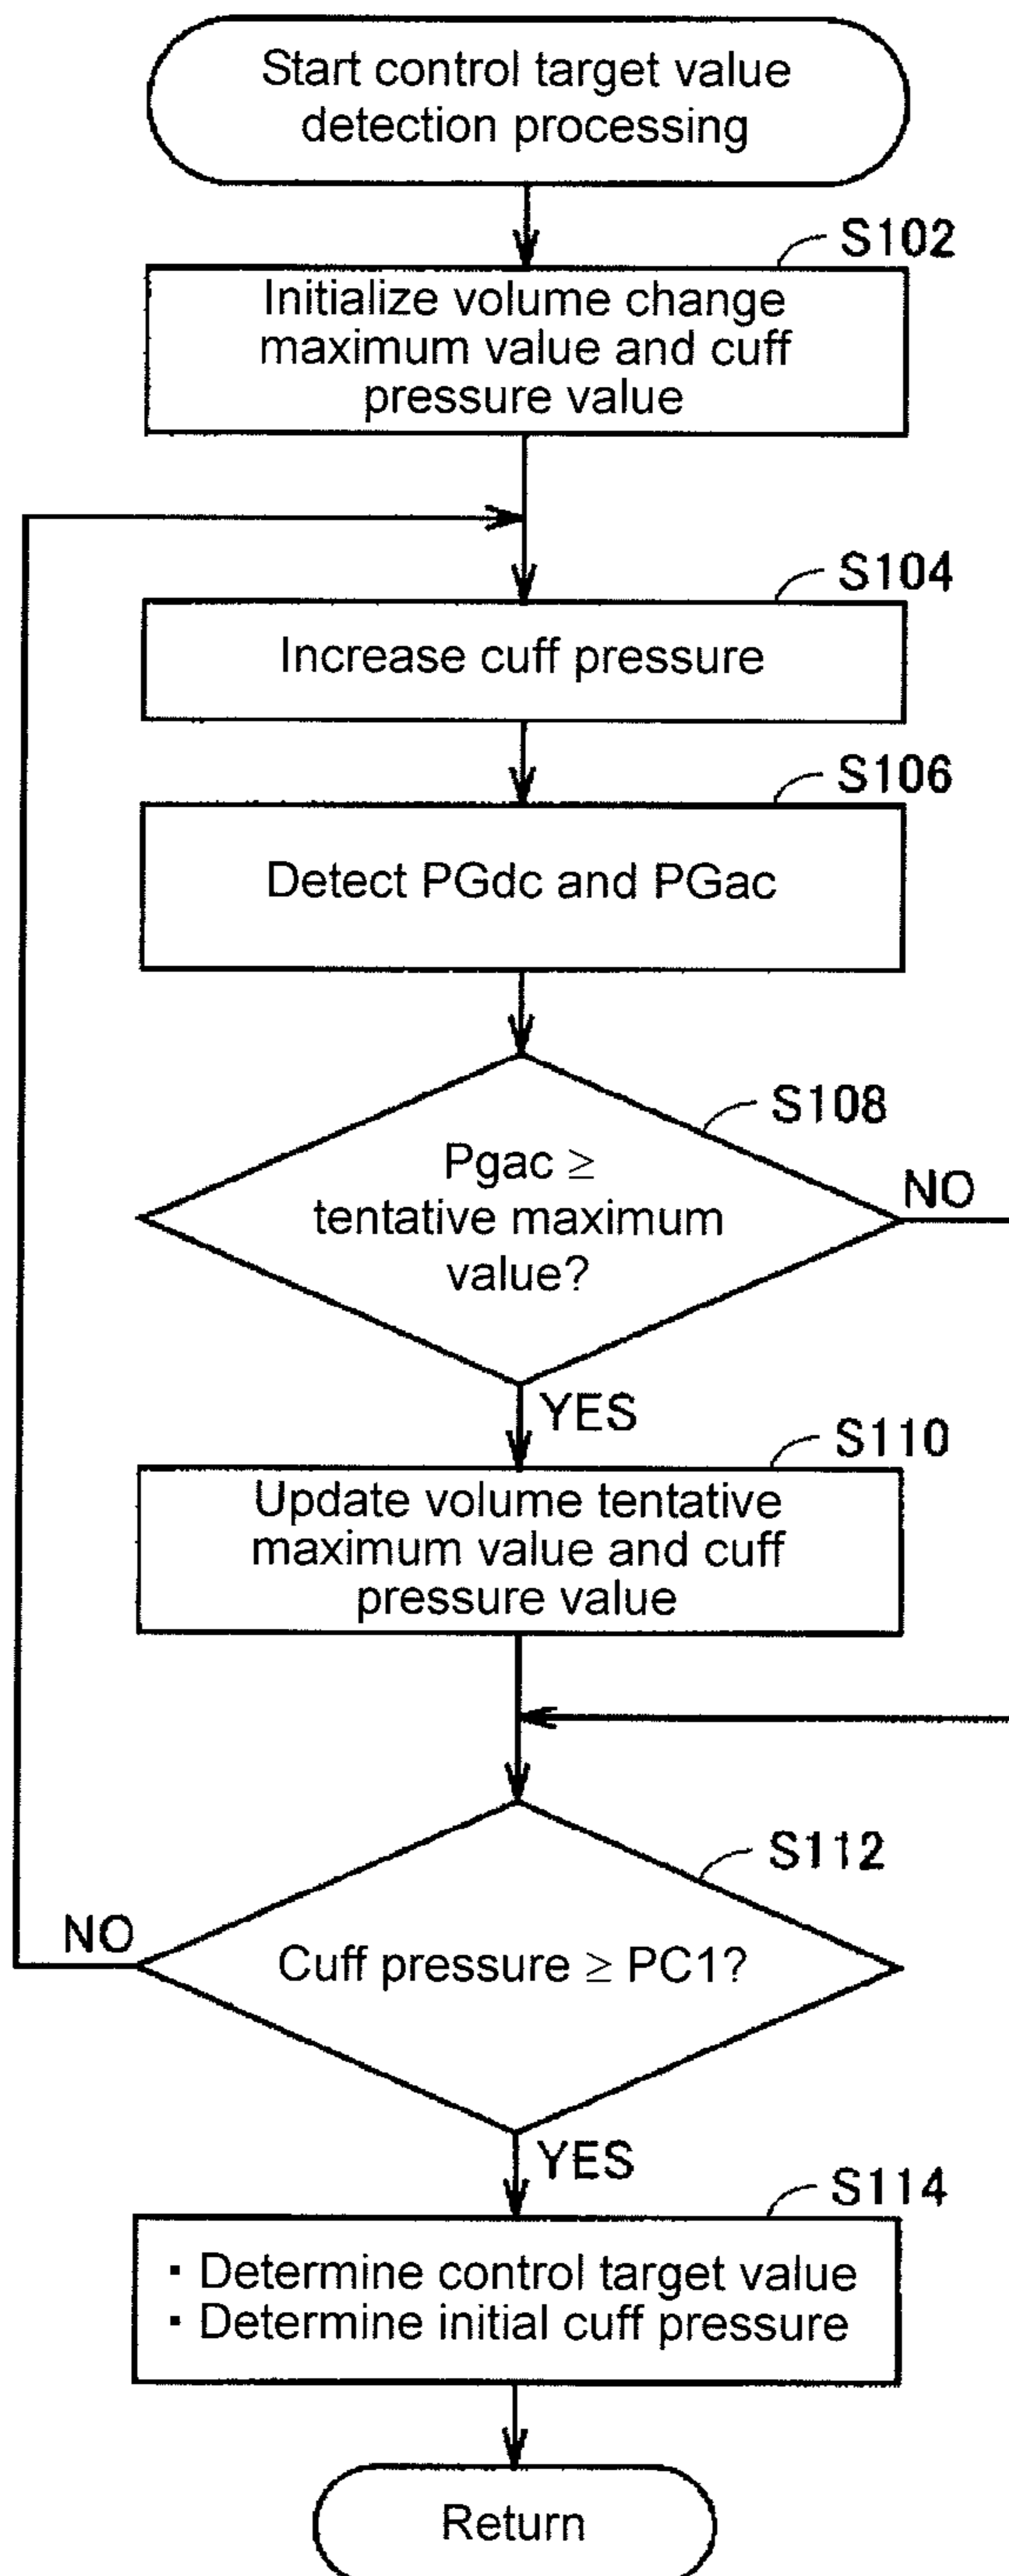 Start control target value
detection processing
S102
Initialize volume change
maximum value and cuff
pressure value
S104
Increase cuff pressure
S106
Detect PGdc and PGac
S108
Pgac ≥
tentative maximum
value?
NO
YES
S110
Update volume tentative
maximum value and cuff
pressure value
S112
Cuff pressure ≥ PC1?
NO
YES
S114
· Determine control target value
· Determine initial cuff pressure
Return